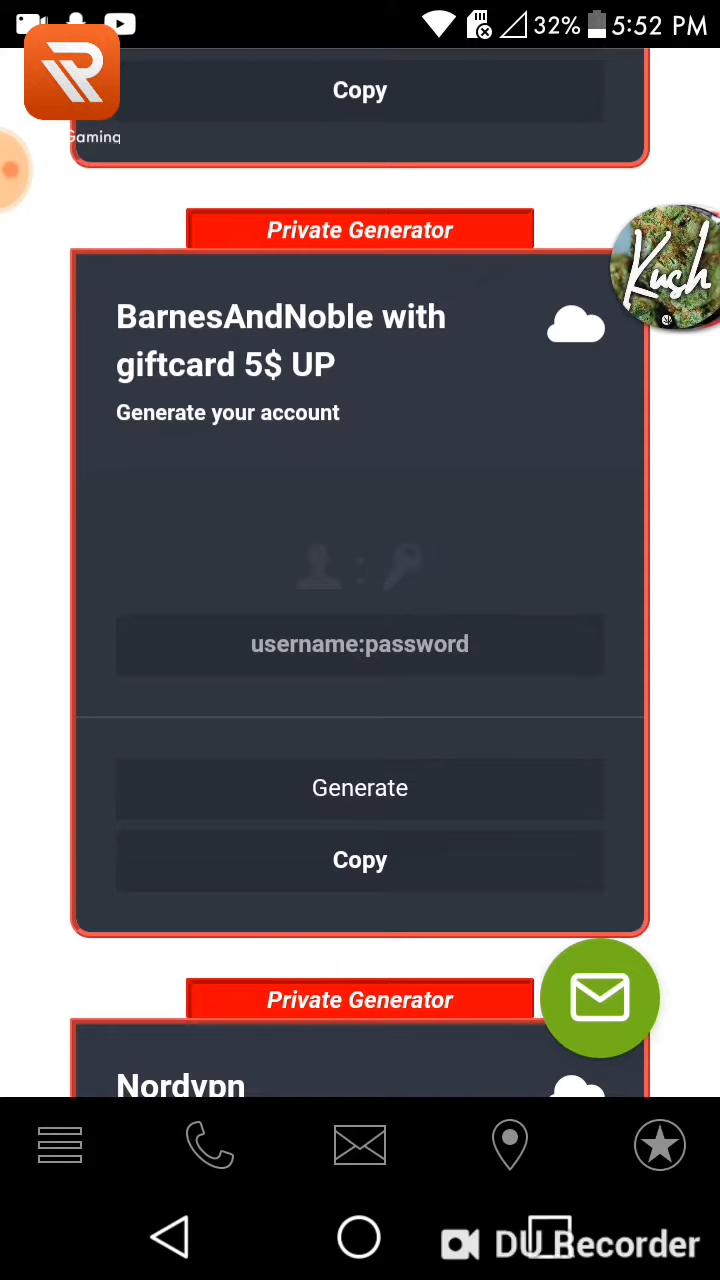 32% 5:52 PM
Copy
Gaming
Private Generator
Kush
BarnesAndNoble with
giftcard 5$ UP
Generate your account
username:password
Generate
Copy
Private Generator
Nordvpn
DU Recorder